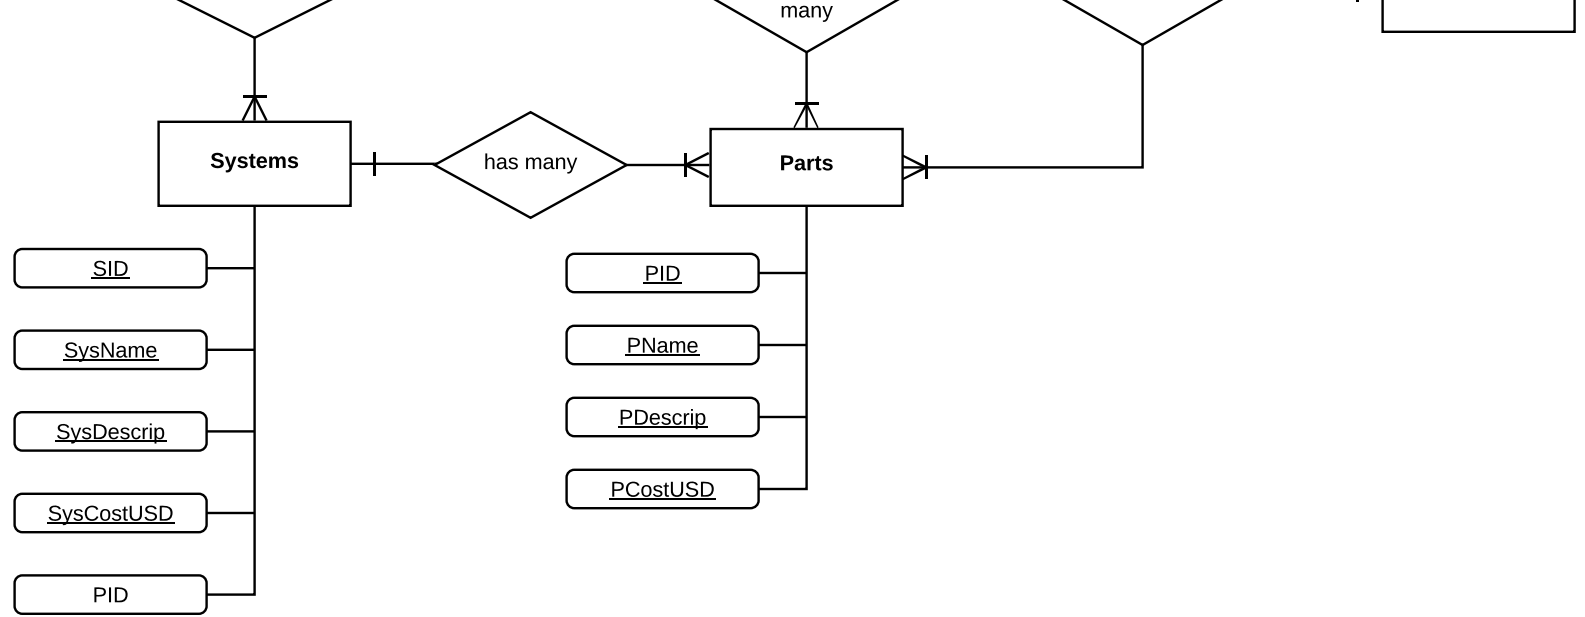 many
Systems
has many
Parts
SID
SysName
SysDescrip
SysCostUSD
PID
PID
PName
PDescrip
PCostUSD